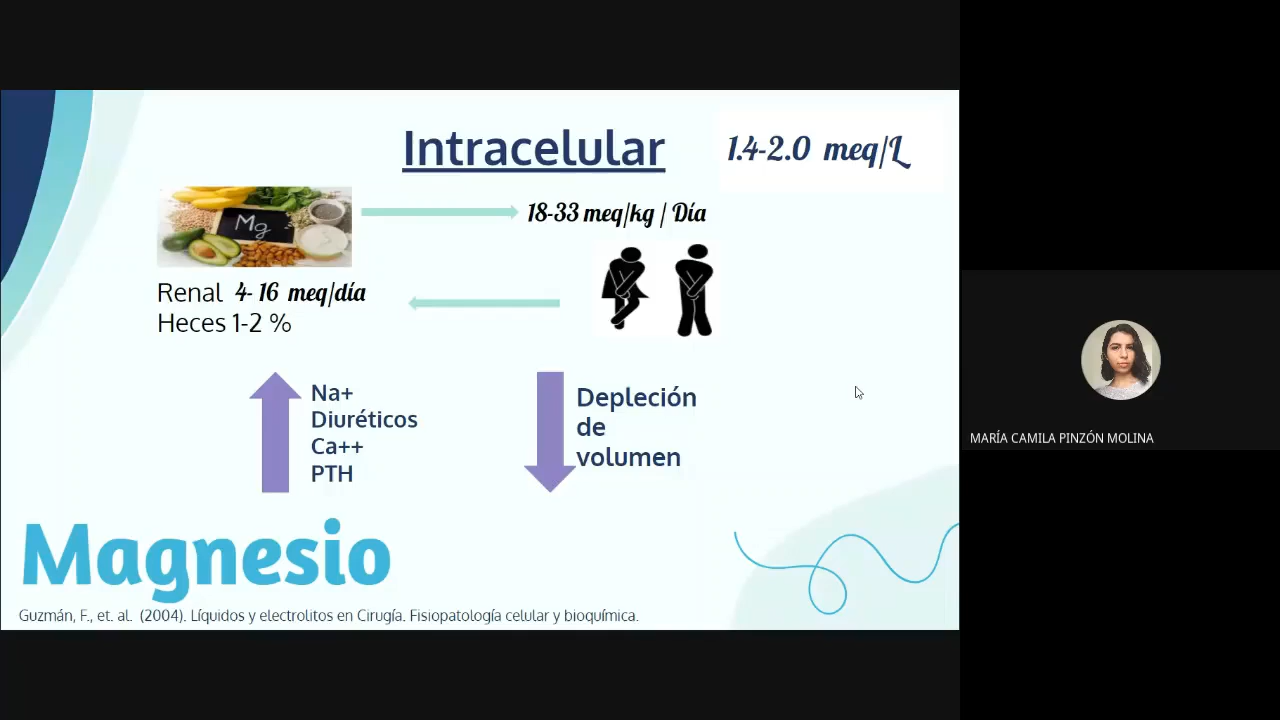 Intracelular
1.4-2.0 meq/L
Mg
18-33 meq/kg / Día
Renal 4-16 meq/día
Heces 1-2 %
Na+
Diuréticos
Ca++
PTH
Depleción
de
volumen
Magnesio
Guzmán, F., et. al. (2004). Líquidos y electrolitos en Cirugía. Fisiopatología celular y bioquímica.
MARÍA CAMILA PINZÓN MOLINA